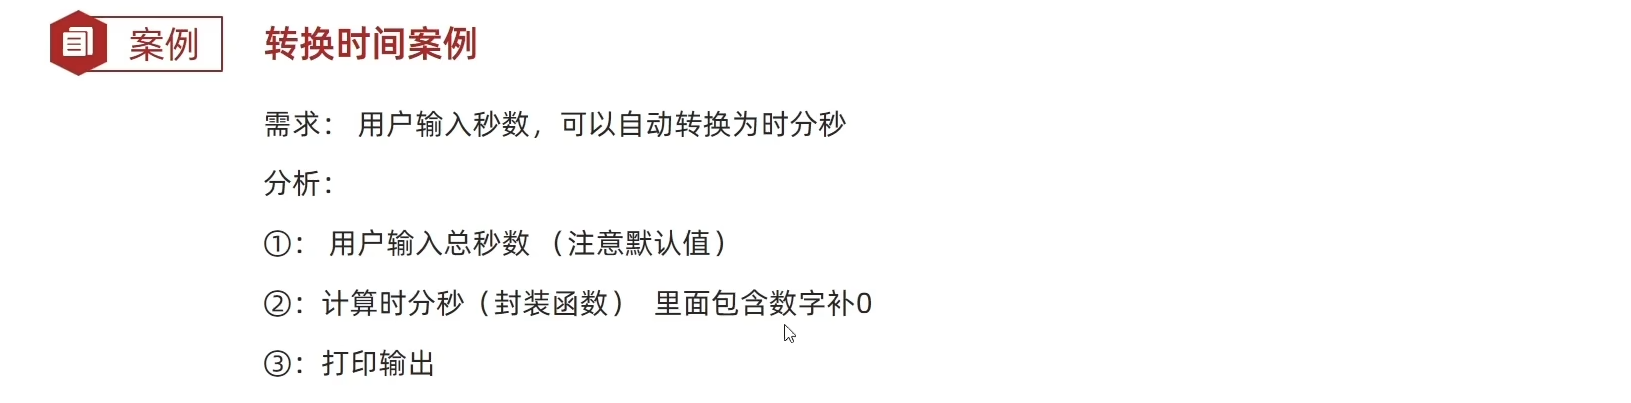 案例 转换时间案例
需求： 用户输入秒数，可以自动转换为时分秒
分析：
①： 用户输入总秒数 （注意默认值）
②：计算时分秒（封装函数） 里面包含数字补0
③：打印输出